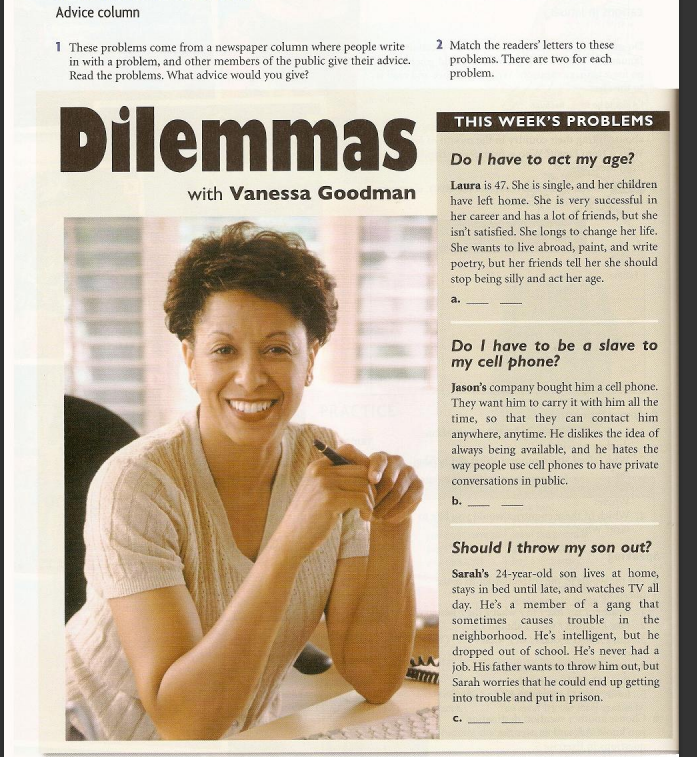 Advice column
1 These problems come from a newspaper column where people write
in with a problem, and other members of the public give their advice.
Read the problems. What advice would you give?
2 Match the readers' letters to these
problems. There are two for each
problem.
Dilemmas
with Vanessa Goodman
THIS WEEK'S PROBLEMS
Do I have to act my age?
Laura is 47. She is single, and her children
have left home. She is very successful in
her career and has a lot of friends, but she
isn't satisfied. She longs to change her life.
She wants to live abroad, paint, and write
poetry, but her friends tell her she should
stop being silly and act her age.
a. ___ ___
Do I have to be a slave to
my cell phone?
Jason's company bought him a cell phone.
They want him to carry it with him all the
time, so that they can contact him
anywhere, anytime. He dislikes the idea of
always being available, and he hates the
way people use cell phones to have private
conversations in public.
b. ___ ___
Should I throw my son out?
Sarah's 24-year-old son lives at home,
stays in bed until late, and watches TV all
day. He's a member of a gang that
sometimes causes trouble in the
neighborhood. He's intelligent, but he
dropped out of school. He's never had a
job. His father wants to throw him out, but
Sarah worries that he could end up getting
into trouble and put in prison.
c. ___ ___